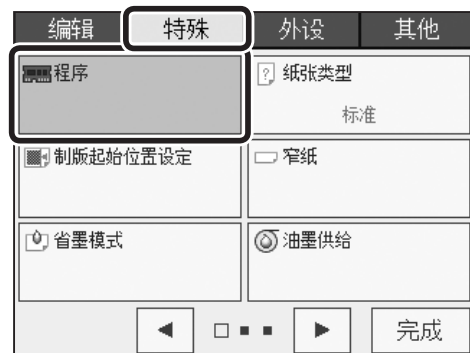 编辑 特殊 外设 其他
程序 纸张类型
标准
制版起始位置设定 窄纸
省墨模式 油墨供给
完成